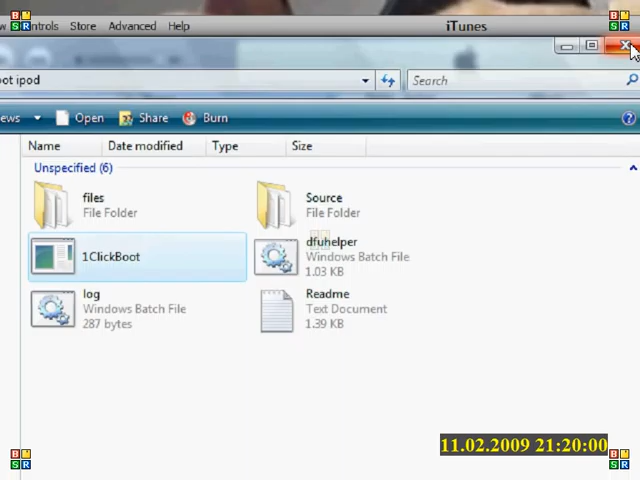 ntrols Store Advanced Help iTunes
oot ipod Search
ews Open Share Burn
Name Date modified Type Size
Unspecified (6)
files
File Folder
Source
File Folder
1ClickBoot
dfuhelper
Windows Batch File
1.03 KB
log
Windows Batch File
287 bytes
Readme
Text Document
1.39 KB
11.02.2009 21:20:00
B
S R
B
S R
B
S R
B
S R